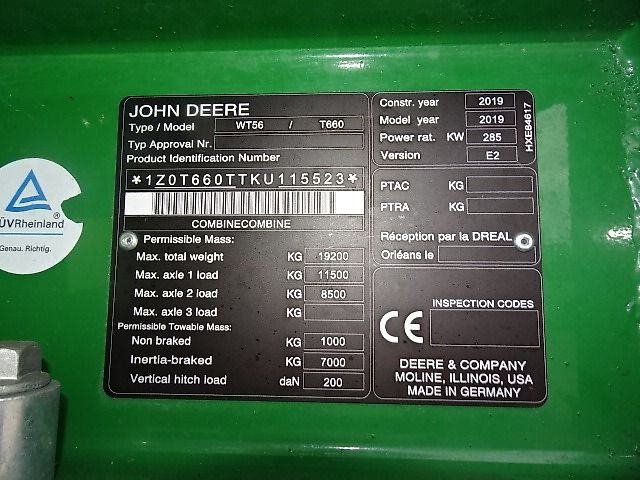 JOHN DEERE
Type / Model WT56 / T660
Typ Approval Nr.
Product Identification Number
*1Z0T660TTKU115523*
COMBINECOMBINE
Permissible Mass:
Max. total weight KG 19200
Max. axle 1 load KG 11500
Max. axle 2 load KG 8500
Max. axle 3 load KG
Permissible Towable Mass:
Non braked KG 1000
Inertia-braked KG 7000
Vertical hitch load daN 200
Constr. year 2019
Model year 2019
Power rat. KW 285
Version E2
HXE84617
PTAC KG
PTRA KG
Réception par la DREAL
Orléans le
INSPECTION CODES
CE
DEERE & COMPANY
MOLINE, ILLINOIS, USA
MADE IN GERMANY
ÜVRheinland®
Genau. Richtig.